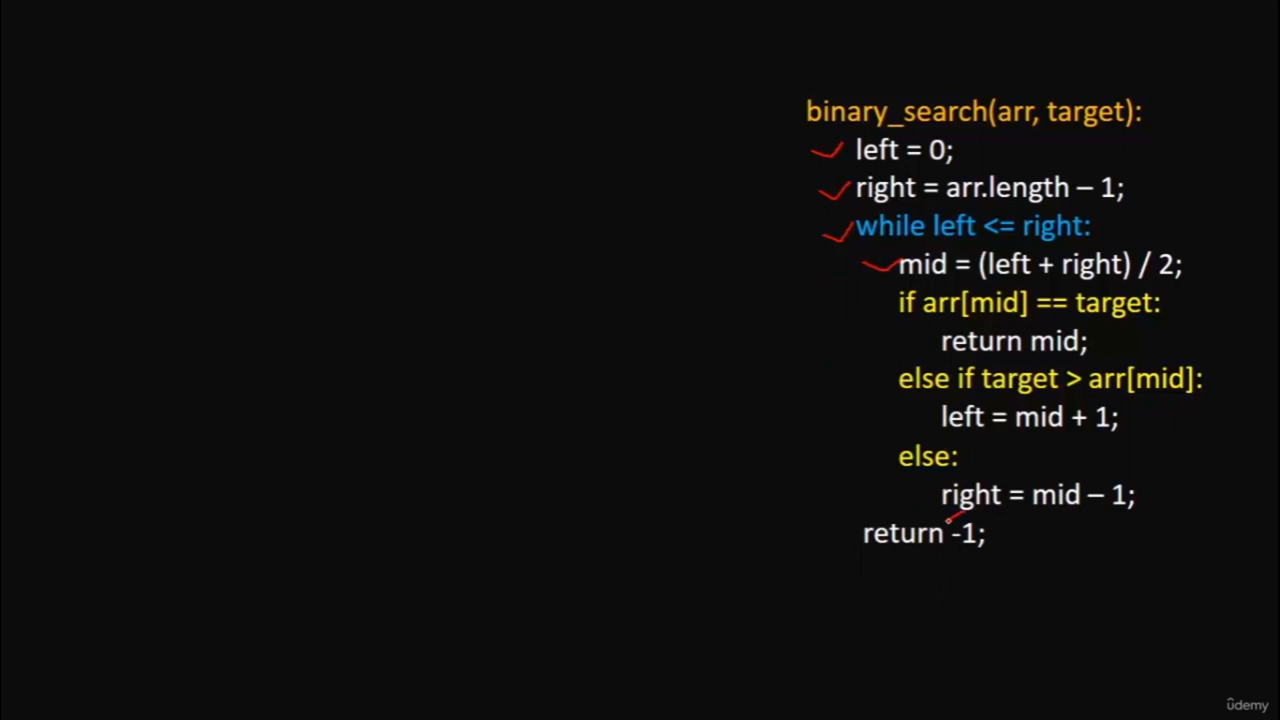 binary_search(arr, target):
left = 0;
right = arr.length – 1;
while left <= right:
mid = (left + right) / 2;
if arr[mid] == target:
return mid;
else if target > arr[mid]:
left = mid + 1;
else:
right = mid – 1;
return -1;
ûdemy